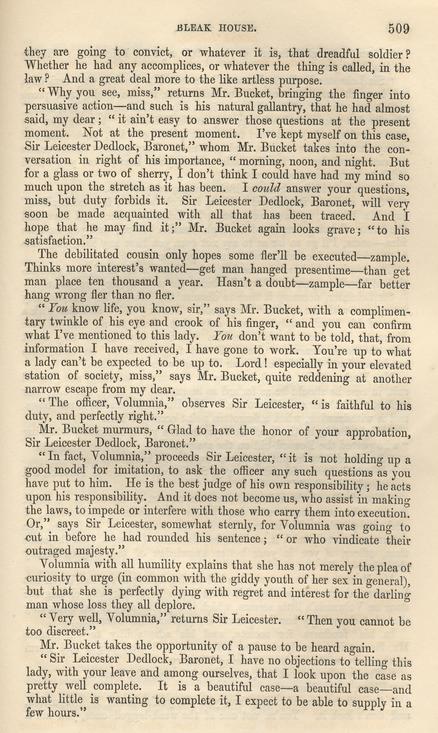 BLEAK HOUSE. 509
they are going to convict, or whatever it is, that dreadful soldier?
Whether he had any accomplices, or whatever the thing is called, in the
law? And a great deal more to the like artless purpose.
"Why you see, miss," returns Mr. Bucket, bringing the finger into
persuasive action—and such is his natural gallantry, that he had almost
said, my dear; "it ain't easy to answer those questions at the present
moment. Not at the present moment. I've kept myself on this case,
Sir Leicester Dedlock, Baronet," whom Mr. Bucket takes into the con-
versation in right of his importance, "morning, noon, and night. But
for a glass or two of sherry, I don't think I could have had my mind so
much upon the stretch as it has been. I could answer your questions,
miss, but duty forbids it. Sir Leicester Dedlock, Baronet, will very
soon be made acquainted with all that has been traced. And I
hope that he may find it;" Mr. Bucket again looks grave; "to his
satisfaction."
The debilitated cousin only hopes some fler'll be executed—zample.
Thinks more interest's wanted—get man hanged presentime—than get
man place ten thousand a year. Hasn't a doubt—zample—far better
hang wrong fler than no fler.
"You know life, you know, sir," says Mr. Bucket, with a complimen-
tary twinkle of his eye and crook of his finger, "and you can confirm
what I've mentioned to this lady. You don't want to be told, that, from
information I have received, I have gone to work. You're up to what
a lady can't be expected to be up to. Lord! especially in your elevated
station of society, miss," says Mr. Bucket, quite reddening at another
narrow escape from my dear.
"The officer, Volumnia," observes Sir Leicester, "is faithful to his
duty, and perfectly right."
Mr. Bucket murmurs, "Glad to have the honor of your approbation,
Sir Leicester Dedlock, Baronet."
"In fact, Volumnia," proceeds Sir Leicester, "it is not holding up a
good model for imitation, to ask the officer any such questions as you
have put to him. He is the best judge of his own responsibility; he acts
upon his responsibility. And it does not become us, who assist in making
the laws, to impede or interfere with those who carry them into execution.
Or," says Sir Leicester, somewhat sternly, for Volumnia was going to
cut in before he had rounded his sentence; "or who vindicate their
outraged majesty."
Volumnia with all humility explains that she has not merely the plea of
curiosity to urge (in common with the giddy youth of her sex in general),
but that she is perfectly dying with regret and interest for the darling
man whose loss they all deplore.
"Very well, Volumnia," returns Sir Leicester. "Then you cannot be
too discreet."
Mr. Bucket takes the opportunity of a pause to be heard again.
"Sir Leicester Dedlock, Baronet, I have no objections to telling this
lady, with your leave and among ourselves, that I look upon the case as
pretty well complete. It is a beautiful case—a beautiful case—and
what little is wanting to complete it, I expect to be able to supply in a
few hours."